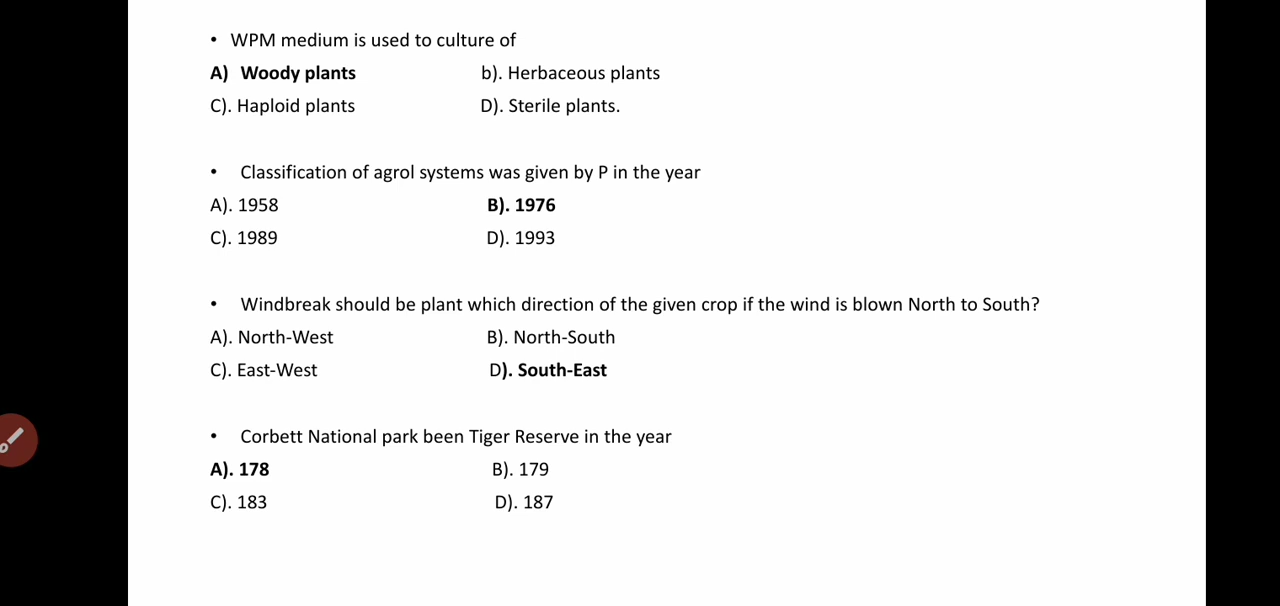 • WPM medium is used to culture of
A) Woody plants b). Herbaceous plants
C). Haploid plants D). Sterile plants.
• Classification of agrol systems was given by P in the year
A). 1958 B). 1976
C). 1989 D). 1993
• Windbreak should be plant which direction of the given crop if the wind is blown North to South?
A). North-West B). North-South
C). East-West D). South-East
• Corbett National park been Tiger Reserve in the year
A). 178 B). 179
C). 183 D). 187